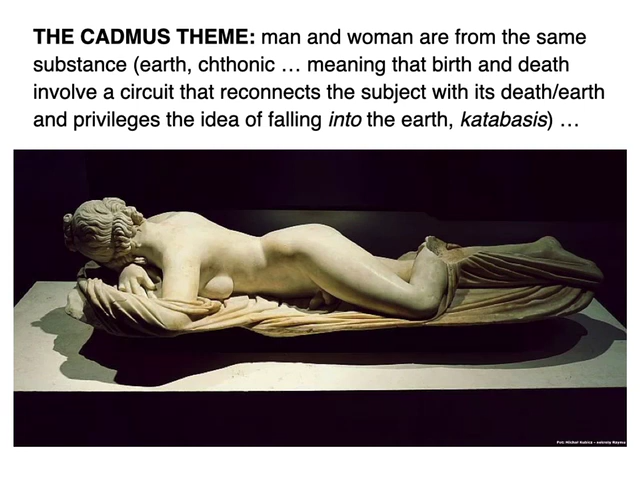 THE CADMUS THEME: man and woman are from the same
substance (earth, chthonic … meaning that birth and death
involve a circuit that reconnects the subject with its death/earth
and privileges the idea of falling into the earth, katabasis) …